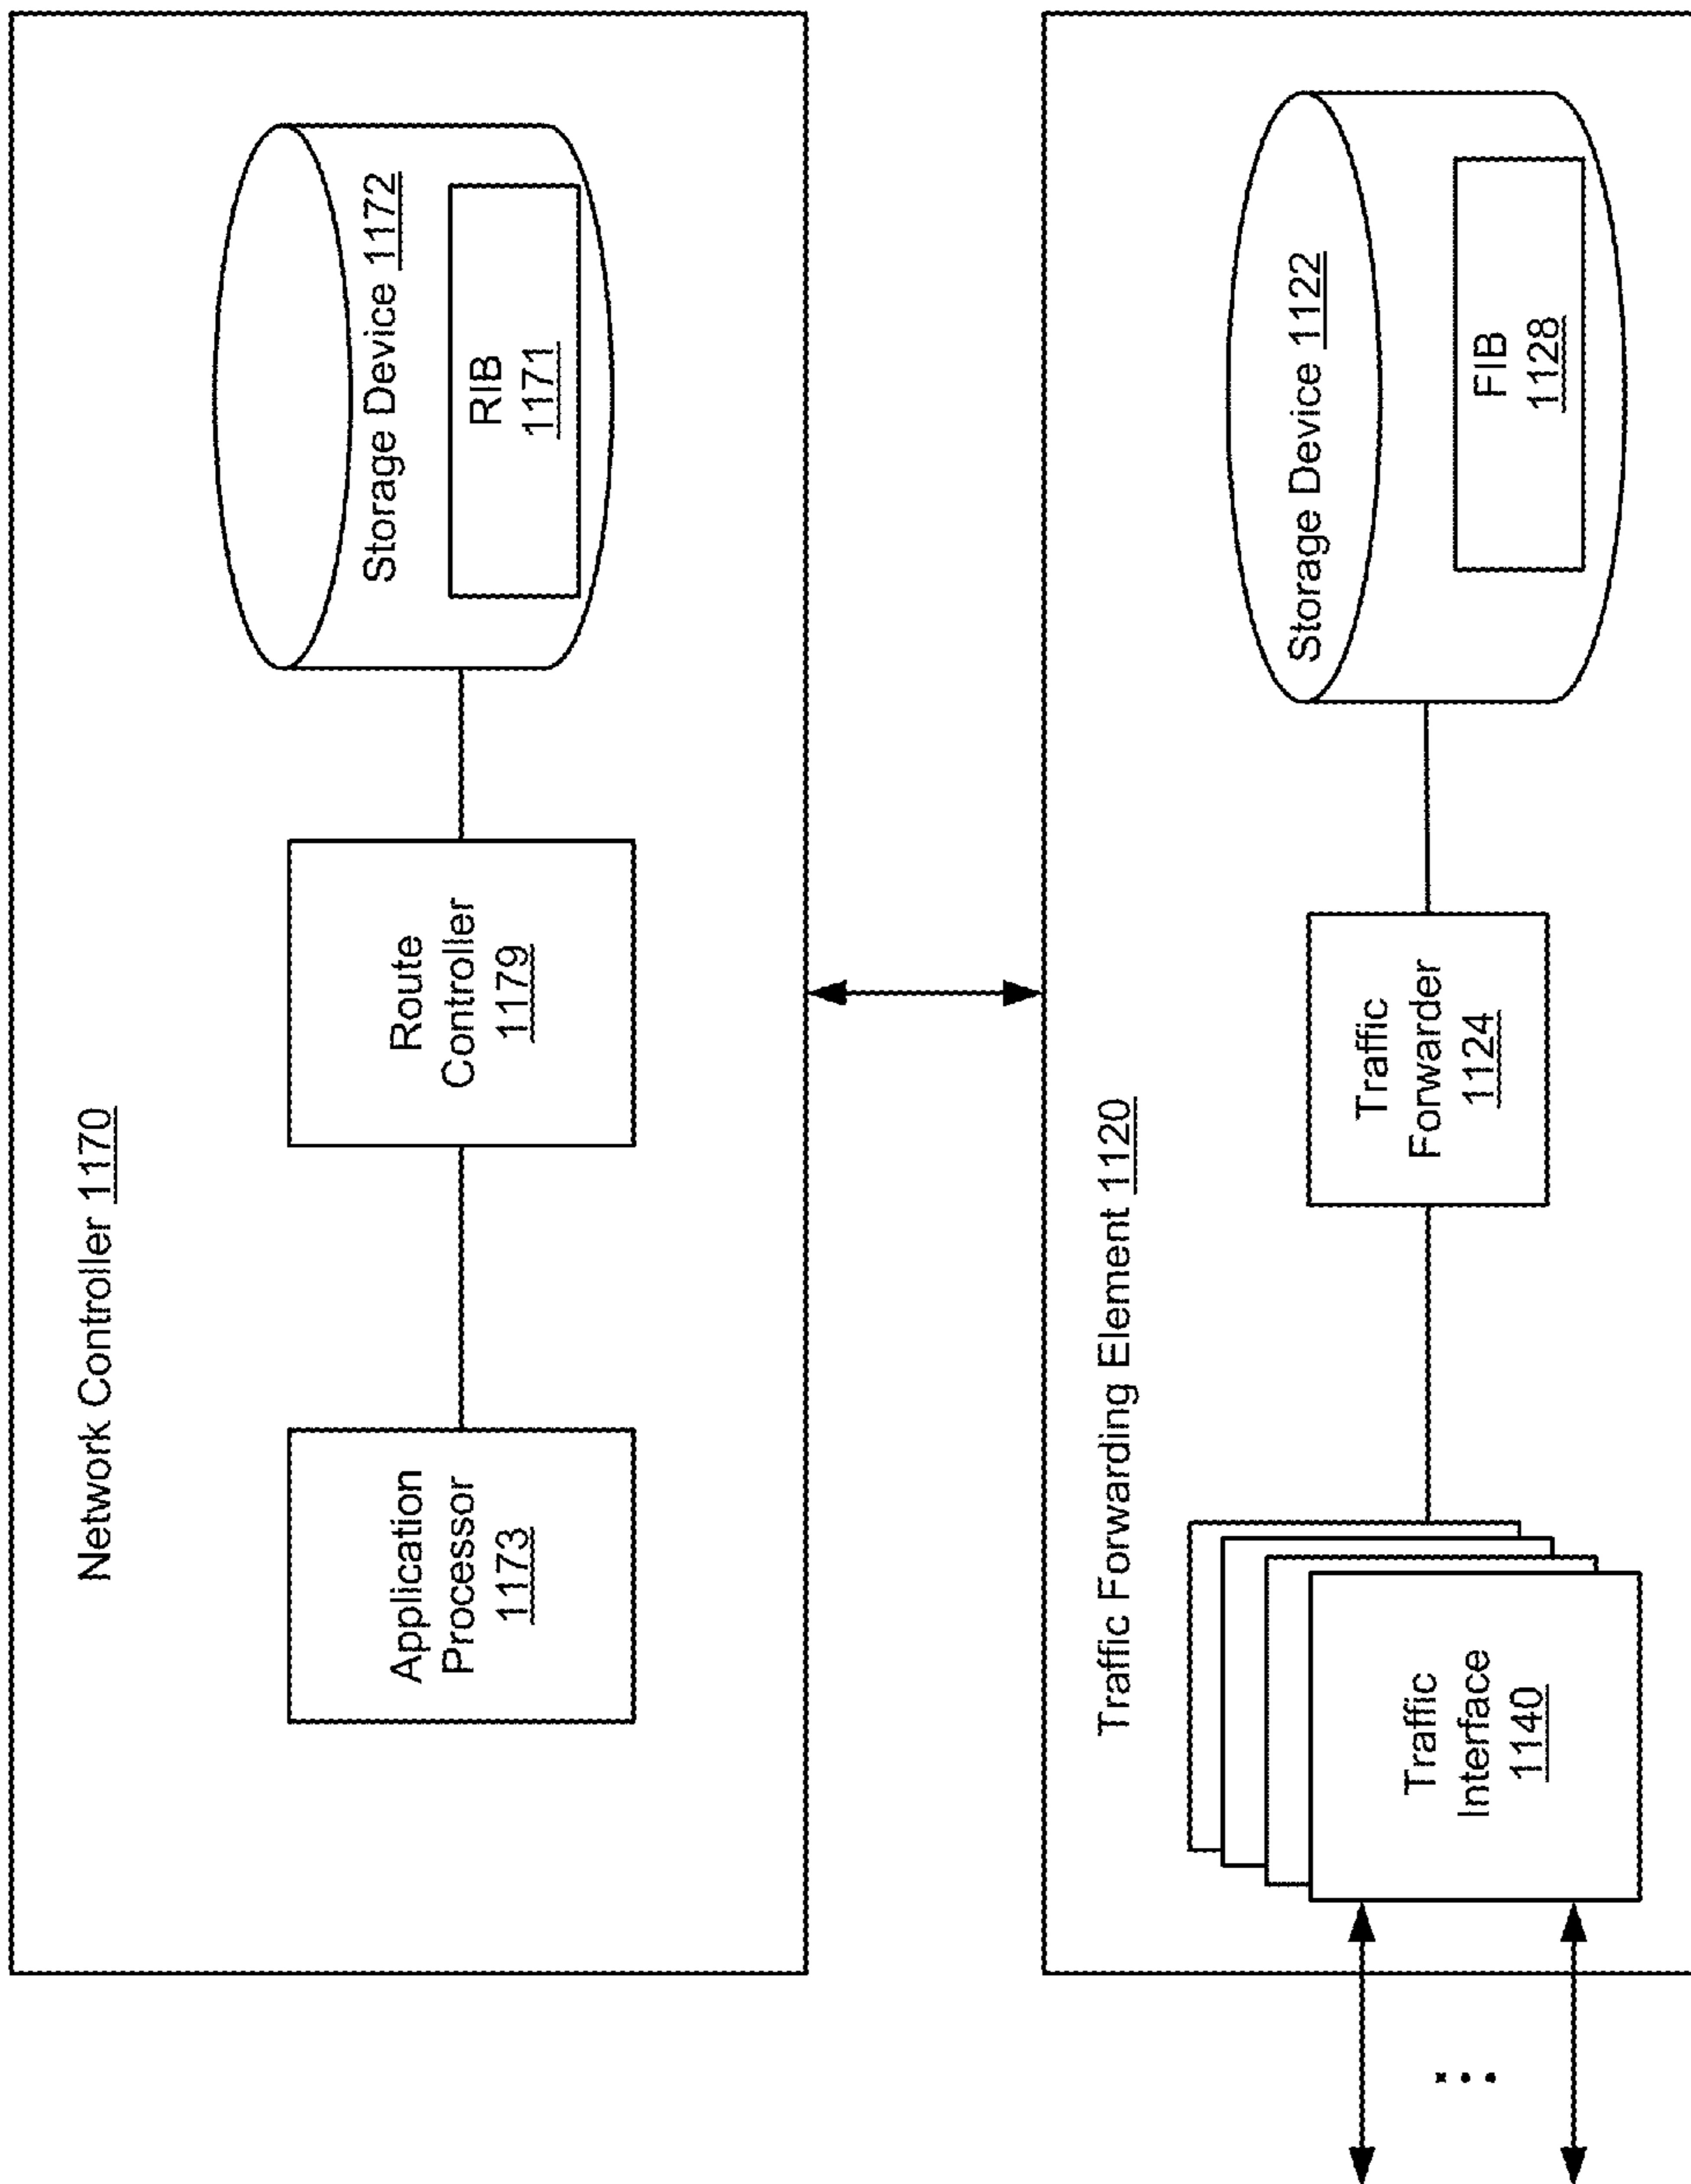 Network Controller 1170
Application
Processor
1173
Route
Controller
1179
Storage Device 1172
RIB
1171
Traffic Forwarding Element 1120
Traffic
Interface
1140
Traffic
Forwarder
1124
Storage Device 1122
FIB
1128